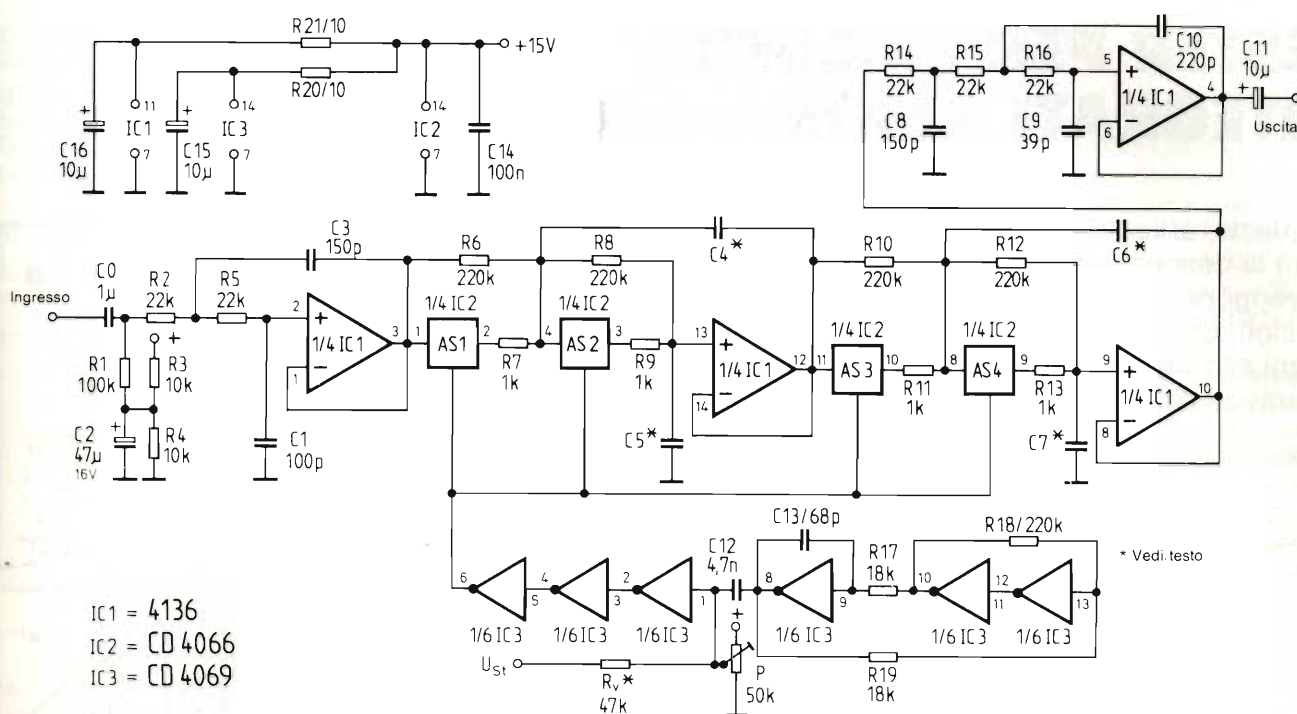 R21/10
+15V
R20/10
11
IC1
7
14
IC3
7
14
IC2
7
+
C16
10µ
+
C15
10µ
C14
100n
R14
22k
R15
22k
R16
22k
C8
150p
C9
39p
C10
220p
5
+
1/4 IC1
4
6
−
C11
10µ
+
Uscita
Ingresso
C0
1µ
R2
22k
R5
22k
C3
150p
R1
100k
R3
10k
+
C2
47µ
16V
+
R4
10k
C1
100p
2
+
1/4 IC1
3
−
1
R6
220k
R8
220k
C4*
1/4 IC2
1
AS1
2
R7
1k
1/4 IC2
4
AS2
3
R9
1k
C5*
13
+
1/4 IC1
12
−
14
R10
220k
R12
220k
C6*
1/4 IC2
11
AS3
10
R11
1k
1/4 IC2
8
AS4
9
R13
1k
C7*
9
+
1/4 IC1
10
−
8
6
5
1/6 IC3
4
3
1/6 IC3
2
1
1/6 IC3
C12
4,7n
C13/68p
8
9
1/6 IC3
R17
18k
R18/220k
10
11
1/6 IC3
12
13
1/6 IC3
R19
18k
+
P
50k
USt
Rv*
47k
* Vedi testo
IC1 = 4136
IC2 = CD 4066
IC3 = CD 4069